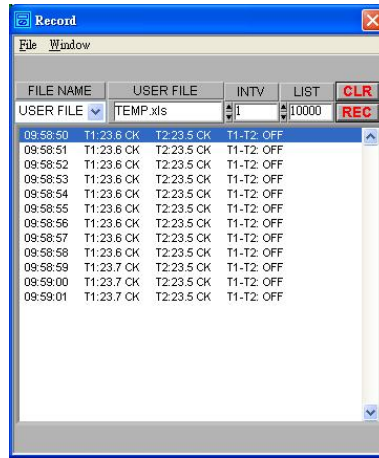 Record
File Window
FILE NAME USER FILE INTV LIST CLR
USER FILE TEMP.xls 1 10000 REC
09:58:50 T1:23.6 CK T2:23.5 CK T1-T2: OFF
09:58:51 T1:23.6 CK T2:23.5 CK T1-T2: OFF
09:58:52 T1:23.6 CK T2:23.5 CK T1-T2: OFF
09:58:53 T1:23.6 CK T2:23.5 CK T1-T2: OFF
09:58:54 T1:23.6 CK T2:23.5 CK T1-T2: OFF
09:58:55 T1:23.6 CK T2:23.5 CK T1-T2: OFF
09:58:56 T1:23.6 CK T2:23.5 CK T1-T2: OFF
09:58:57 T1:23.6 CK T2:23.5 CK T1-T2: OFF
09:58:58 T1:23.6 CK T2:23.5 CK T1-T2: OFF
09:58:59 T1:23.7 CK T2:23.5 CK T1-T2: OFF
09:59:00 T1:23.7 CK T2:23.5 CK T1-T2: OFF
09:59:01 T1:23.7 CK T2:23.5 CK T1-T2: OFF